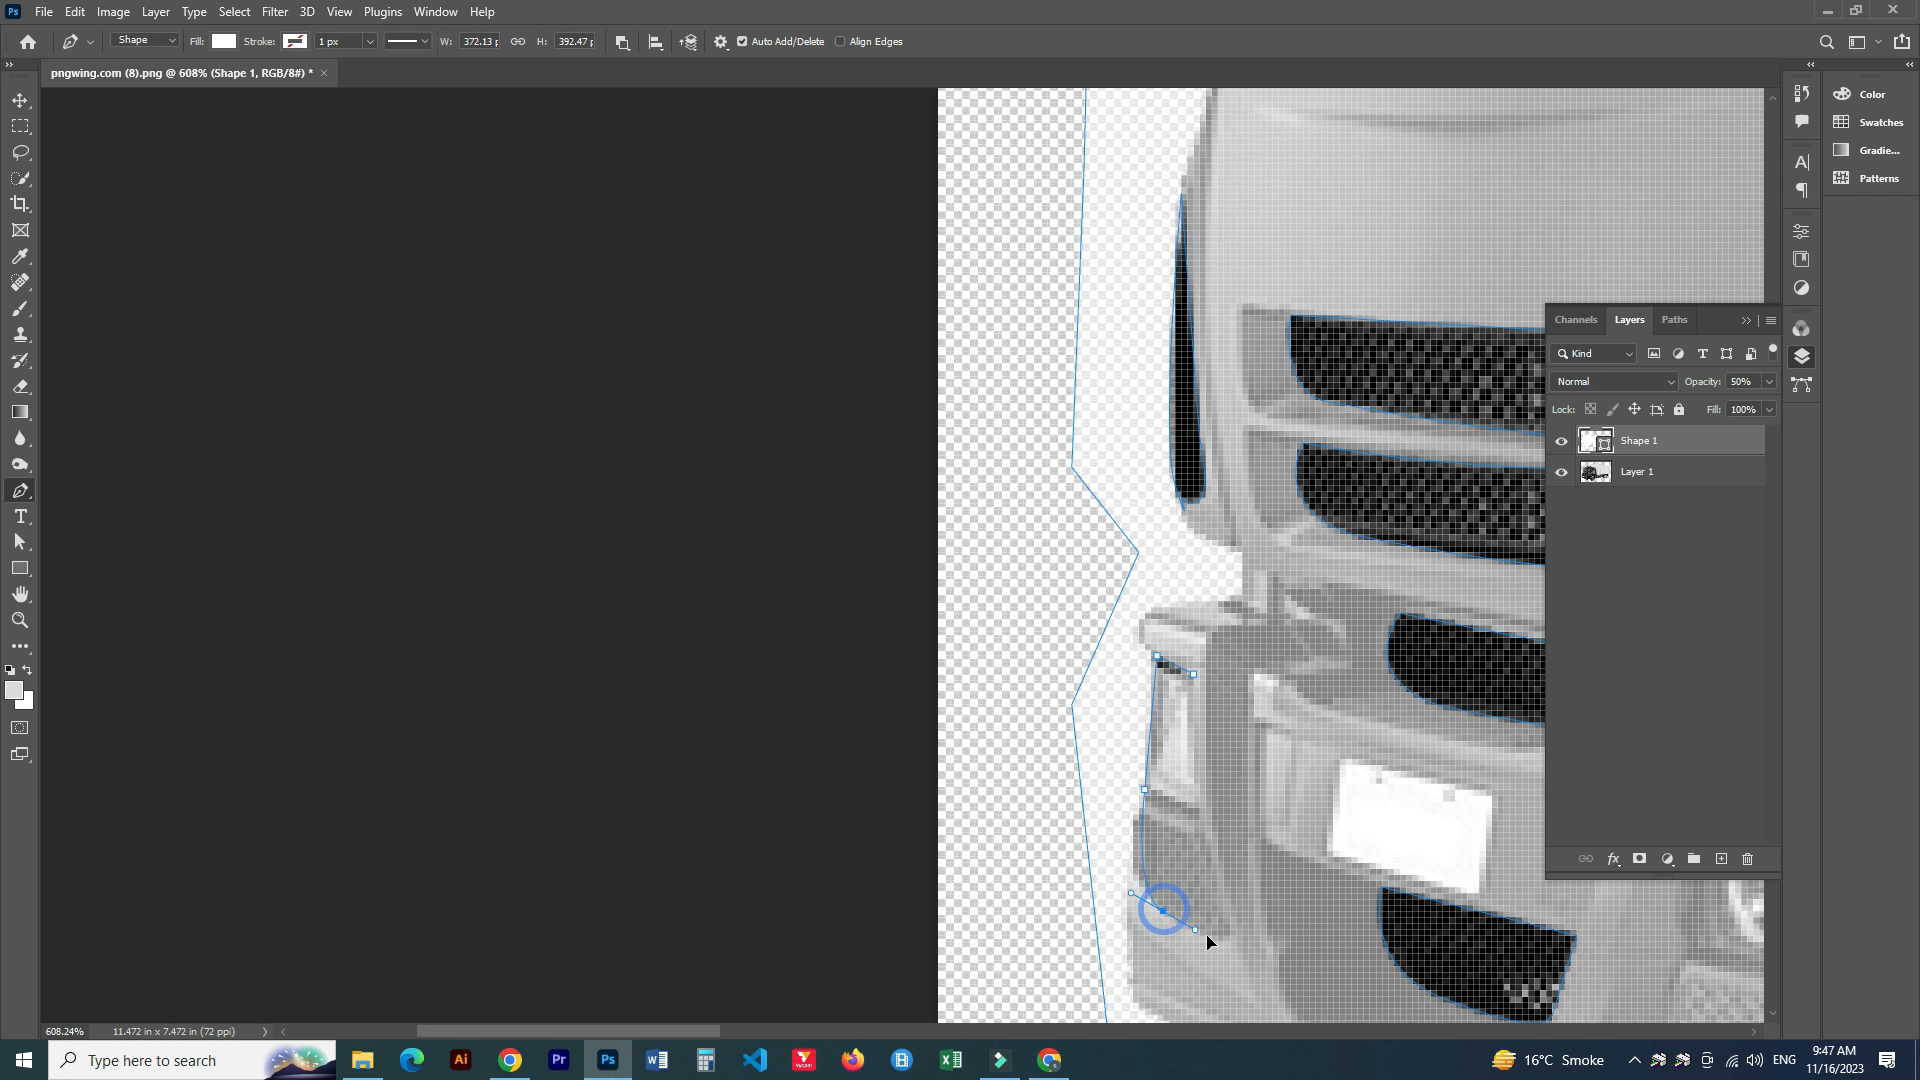 File Edit Image Layer Type Select Filter 3D View Plugins Window Help
Shape Fill: Stroke: 1 px W: 372.13 p H: 392.47 p Auto Add/Delete Align Edges
pngwing.com (8).png @ 608% (Shape 1, RGB/8#) *
Color
Swatches
Gradie...
Patterns
Channels Layers Paths
Kind
Normal Opacity: 50%
Lock: Fill: 100%
Shape 1
Layer 1
608.24% 11.472 in x 7.472 in (72 ppi)
Type here to search
16°C Smoke
ENG
9:47 AM
11/16/2023